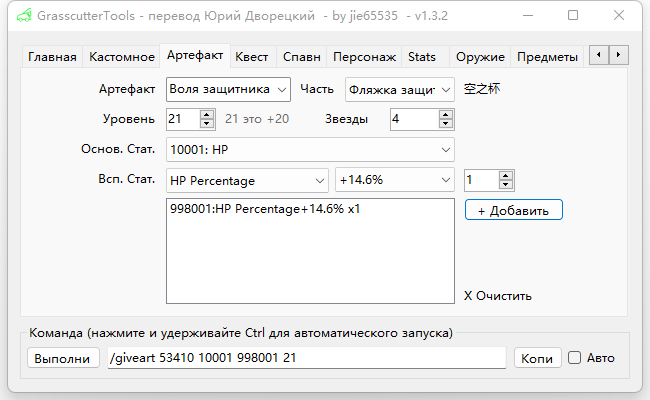 GrasscutterTools - перевод Юрий Дворецкий - by jie65535 - v1.3.2
Главная Кастомное Артефакт Квест Спавн Персонаж Stats Оружие Предметы
Артефакт Воля защитника Часть Фляжка защит 空之杯
Уровень 21 21 это +20 Звезды 4
Основ. Стат. 10001: HP
Всп. Стат. HP Percentage +14.6% 1
998001:HP Percentage+14.6% x1
+ Добавить
X Очистить
Команда (нажмите и удерживайте Ctrl для автоматического запуска)
Выполни /giveart 53410 10001 998001 21 Копи Авто